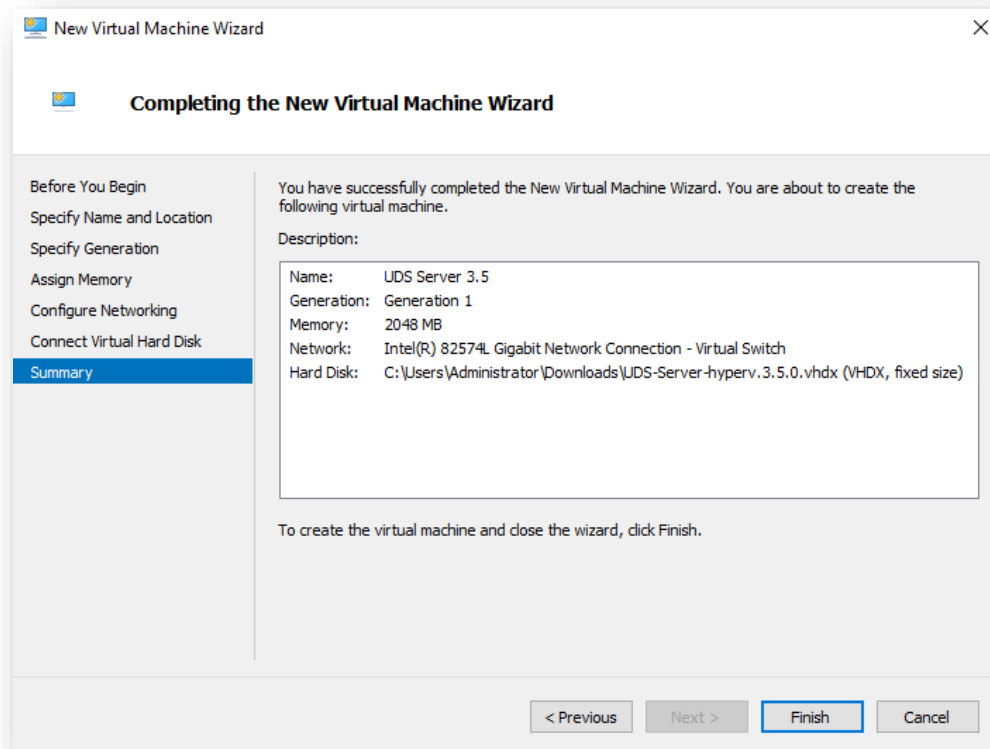 New Virtual Machine Wizard
Completing the New Virtual Machine Wizard
Before You Begin
Specify Name and Location
Specify Generation
Assign Memory
Configure Networking
Connect Virtual Hard Disk
Summary
You have successfully completed the New Virtual Machine Wizard. You are about to create the
following virtual machine.
Description:
Name: UDS Server 3.5
Generation: Generation 1
Memory: 2048 MB
Network: Intel(R) 82574L Gigabit Network Connection - Virtual Switch
Hard Disk: C:\Users\Administrator\Downloads\UDS-Server-hyperv.3.5.0.vhdx (VHDX, fixed size)
To create the virtual machine and close the wizard, click Finish.
< Previous Next > Finish Cancel